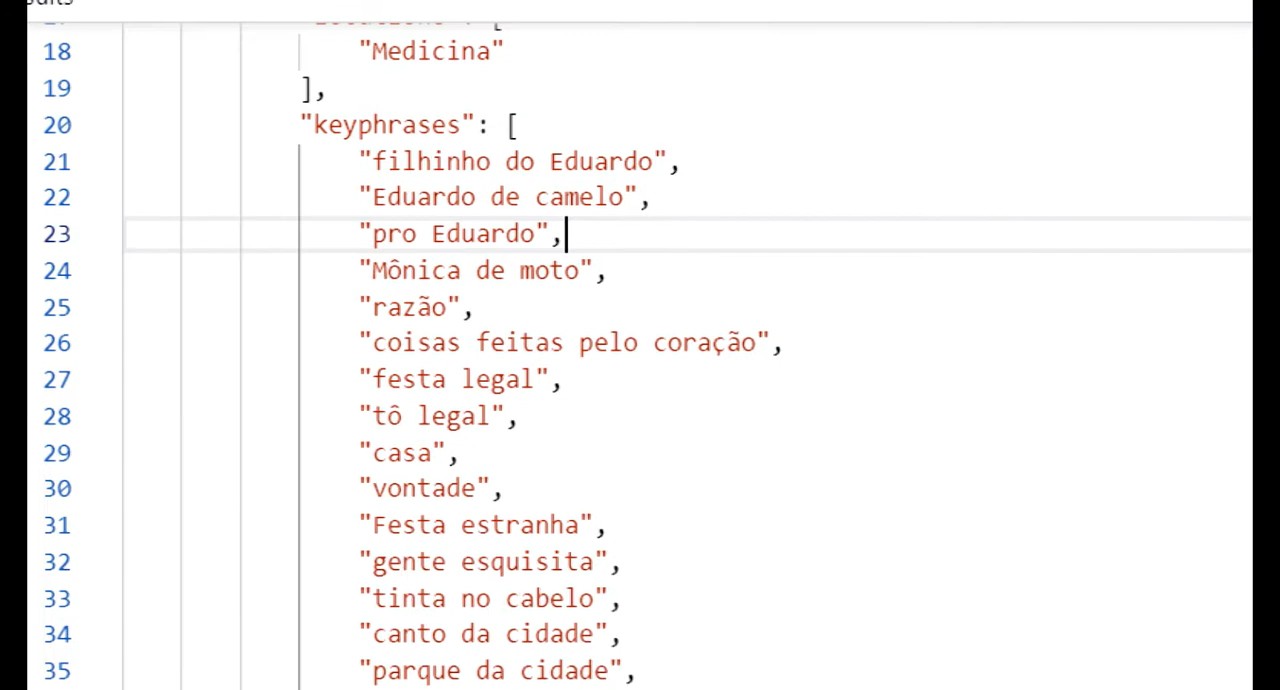 18 "Medicina"
19 ],
20 "keyphrases": [
21 "filhinho do Eduardo",
22 "Eduardo de camelo",
23 "pro Eduardo",
24 "Mônica de moto",
25 "razão",
26 "coisas feitas pelo coração",
27 "festa legal",
28 "tô legal",
29 "casa",
30 "vontade",
31 "Festa estranha",
32 "gente esquisita",
33 "tinta no cabelo",
34 "canto da cidade",
35 "parque da cidade",